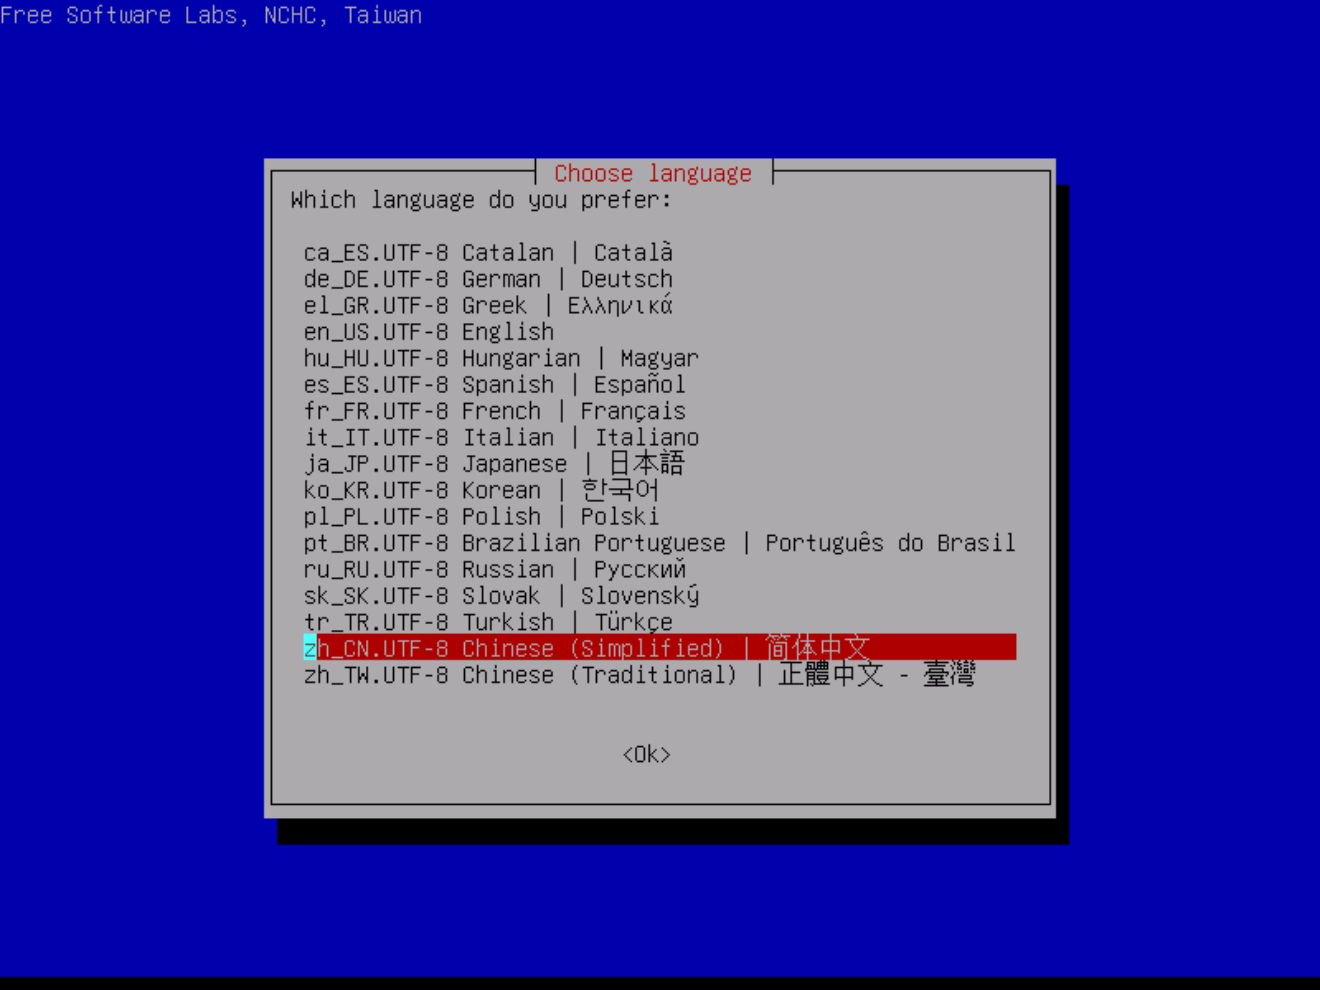 Free Software Labs, NCHC, Taiwan
Choose language
Which language do you prefer:
ca_ES.UTF-8 Catalan | Català
de_DE.UTF-8 German | Deutsch
el_GR.UTF-8 Greek | Ελληνικά
en_US.UTF-8 English
hu_HU.UTF-8 Hungarian | Magyar
es_ES.UTF-8 Spanish | Español
fr_FR.UTF-8 French | Français
it_IT.UTF-8 Italian | Italiano
ja_JP.UTF-8 Japanese | 日本語
ko_KR.UTF-8 Korean | 한국어
pl_PL.UTF-8 Polish | Polski
pt_BR.UTF-8 Brazilian Portuguese | Português do Brasil
ru_RU.UTF-8 Russian | Русский
sk_SK.UTF-8 Slovak | Slovenský
tr_TR.UTF-8 Turkish | Türkçe
zh_CN.UTF-8 Chinese (Simplified) | 简体中文
zh_TW.UTF-8 Chinese (Traditional) | 正體中文 - 臺灣
<Ok>